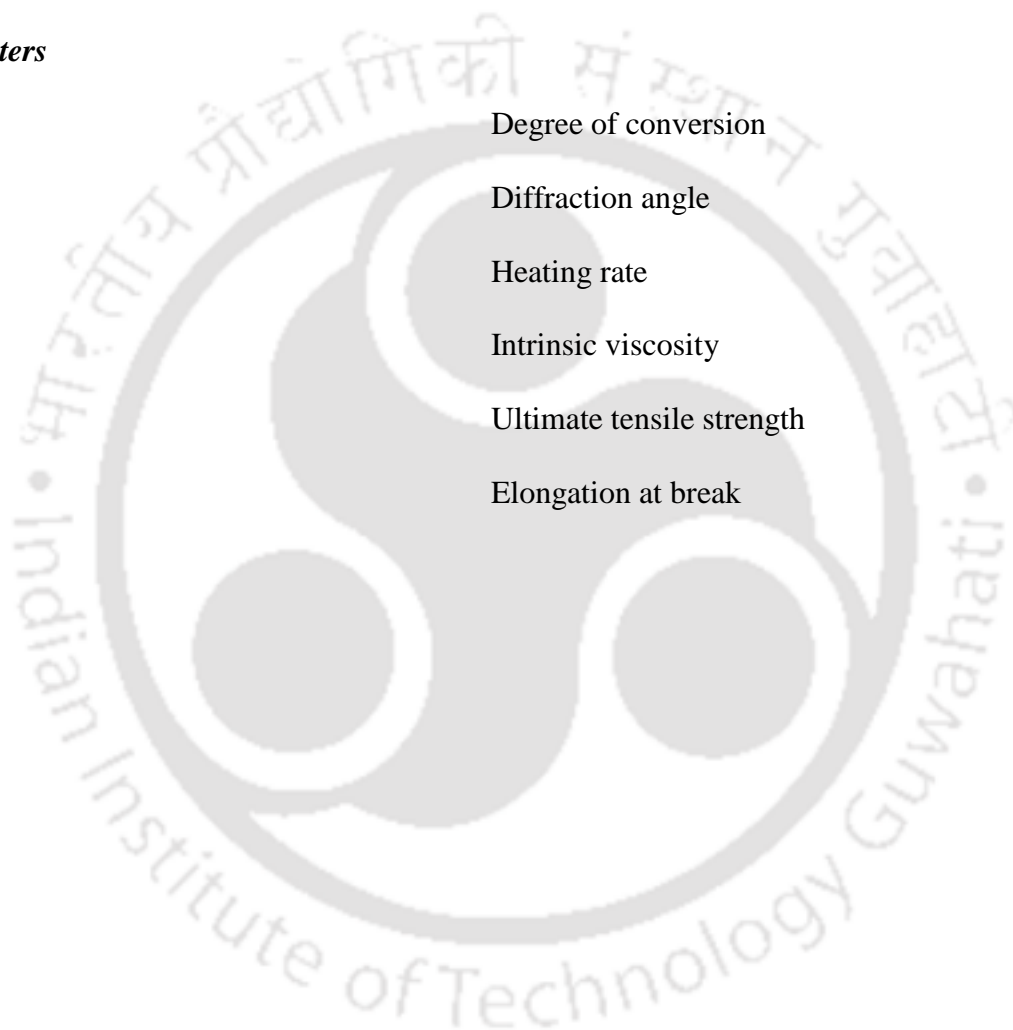 ters
Degree of conversion
Diffraction angle
Heating rate
Intrinsic viscosity
Ultimate tensile strength
Elongation at break
भारतीय प्रौद्योगिकी संस्थान गुवाहाटी
Indian Institute of Technology Guwahati